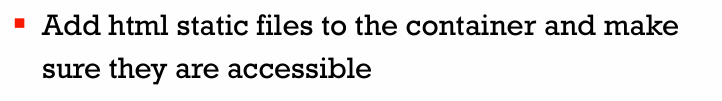 Add html static files to the container and make
sure they are accessible